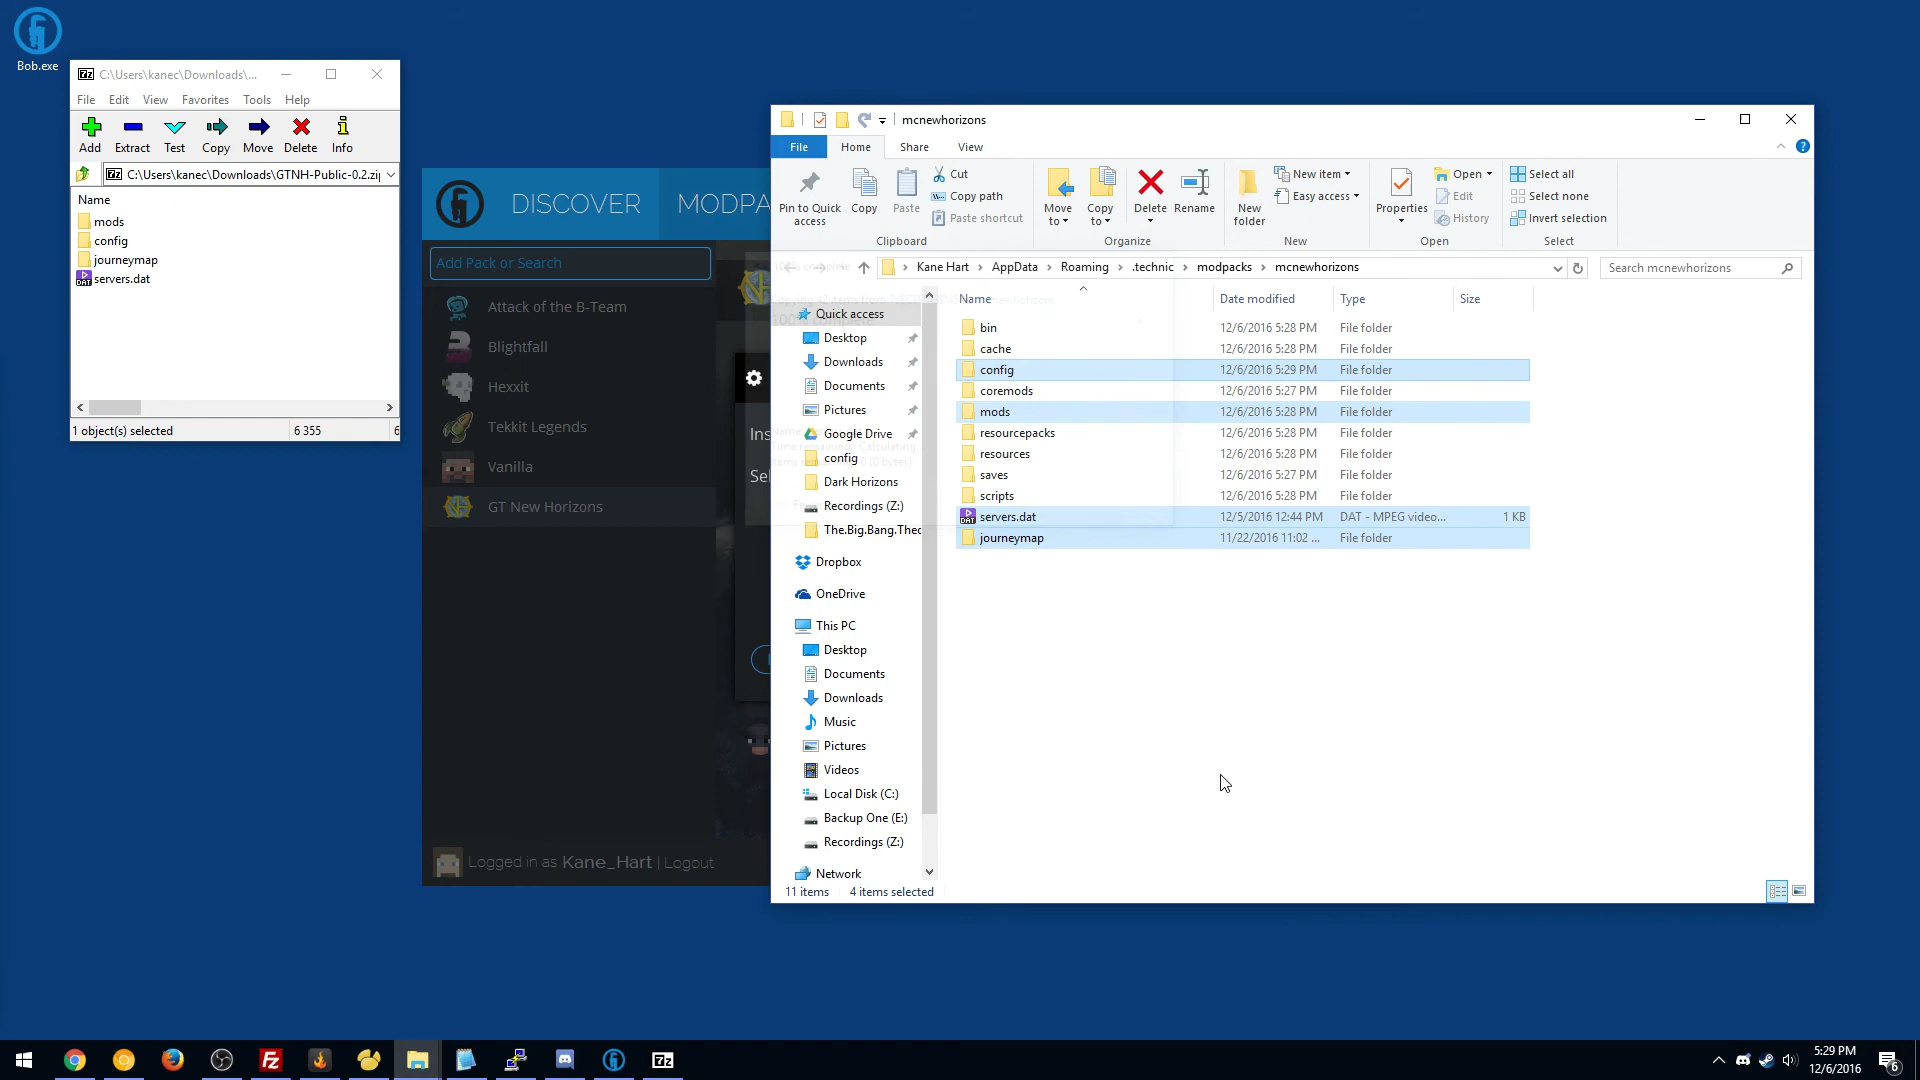 Bob.exe
C:\Users\kanec\Downloads\...
File Edit View Favorites Tools Help
Add Extract Test Copy Move Delete Info
C:\Users\kanec\Downloads\GTNH-Public-0.2.zip
Name
mods
config
journeymap
servers.dat
1 object(s) selected 6 355 6
DISCOVER MODPA
Add Pack or Search
Attack of the B-Team
Blightfall
Hexxit
Tekkit Legends
Vanilla
GT New Horizons
Ins
Sel
Logged in as Kane_Hart | Logout
mcnewhorizons
File Home Share View
Pin to Quick access
Copy
Paste
Cut
Copy path
Paste shortcut
Clipboard
Move to
Copy to
Delete
Rename
Organize
New folder
New item
Easy access
New
Properties
Open
Edit
History
Open
Select all
Select none
Invert selection
Select
Kane Hart > AppData > Roaming > .technic > modpacks > mcnewhorizons
Search mcnewhorizons
100% complete
Quick access
Desktop
Downloads
Documents
Pictures
Google Drive
config
Dark Horizons
Recordings (Z:)
The.Big.Bang.Theo
Dropbox
OneDrive
This PC
Desktop
Documents
Downloads
Music
Pictures
Videos
Local Disk (C:)
Backup One (E:)
Recordings (Z:)
Network
Name Date modified Type Size
bin 12/6/2016 5:28 PM File folder
cache 12/6/2016 5:28 PM File folder
config 12/6/2016 5:29 PM File folder
coremods 12/6/2016 5:27 PM File folder
mods 12/6/2016 5:28 PM File folder
resourcepacks 12/6/2016 5:28 PM File folder
resources 12/6/2016 5:28 PM File folder
saves 12/6/2016 5:27 PM File folder
scripts 12/6/2016 5:28 PM File folder
servers.dat 12/5/2016 12:44 PM DAT - MPEG video... 1 KB
journeymap 11/22/2016 11:02 ... File folder
11 items 4 items selected
5:29 PM
12/6/2016
6